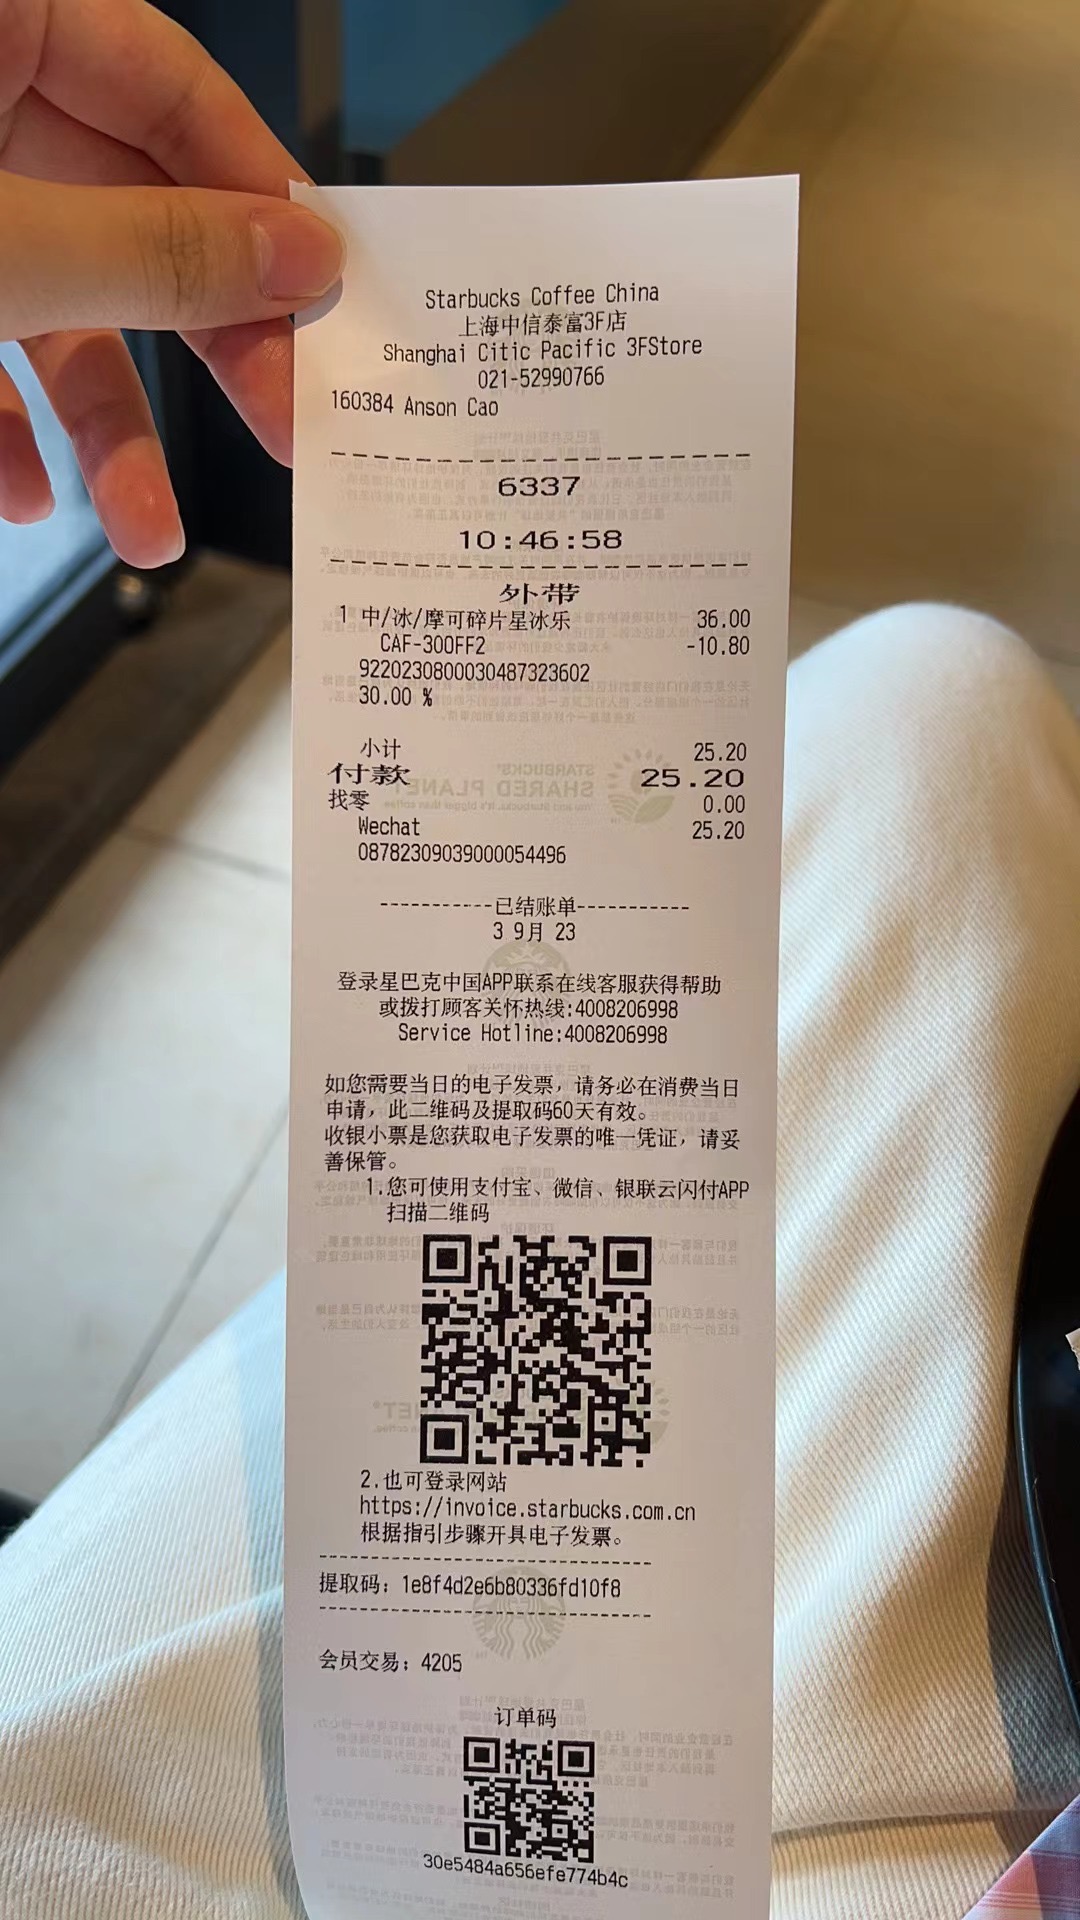 Starbucks Coffee China
上海中信泰富3F店
Shanghai Citic Pacific 3FStore
021-52990766
160384 Anson Cao
6337
10:46:58
外带
1 中/冰/摩可碎片星冰乐 36.00
CAF-300FF2 -10.80
9220230800030487323602
30.00 %
小计 25.20
付款 25.20
找零 0.00
Wechat 25.20
08782309039000054496
-----------已结账单-----------
3 9月 23
登录星巴克中国APP联系在线客服获得帮助
或拨打顾客关怀热线:4008206998
Service Hotline:4008206998
如您需要当日的电子发票，请务必在消费当日
申请，此二维码及提取码60天有效。
收银小票是您获取电子发票的唯一凭证，请妥
善保管。
1.您可使用支付宝、微信、银联云闪付APP
扫描二维码
2.也可登录网站
https://invoice.starbucks.com.cn
根据指引步骤开具电子发票。
提取码：1e8f4d2e6b80336fd10f8
会员交易：4205
订单码
30e5484a656efe774b4c